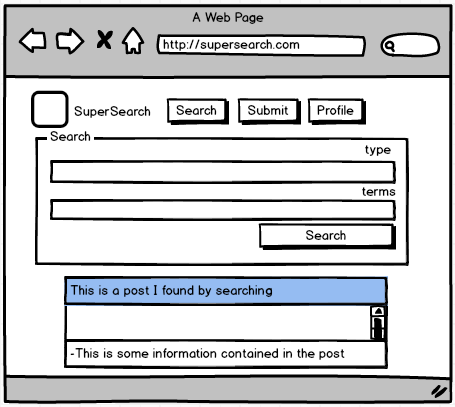 A Web Page
http://supersearch.com
SuperSearch Search Submit Profile
Search
type
terms
Search
This is a post I found by searching
-This is some information contained in the post